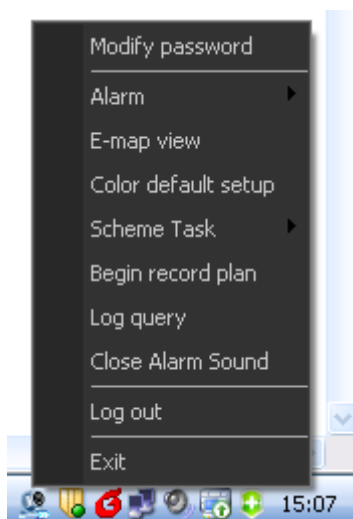 Modify password
Alarm
E-map view
Color default setup
Scheme Task
Begin record plan
Log query
Close Alarm Sound
Log out
Exit
15:07